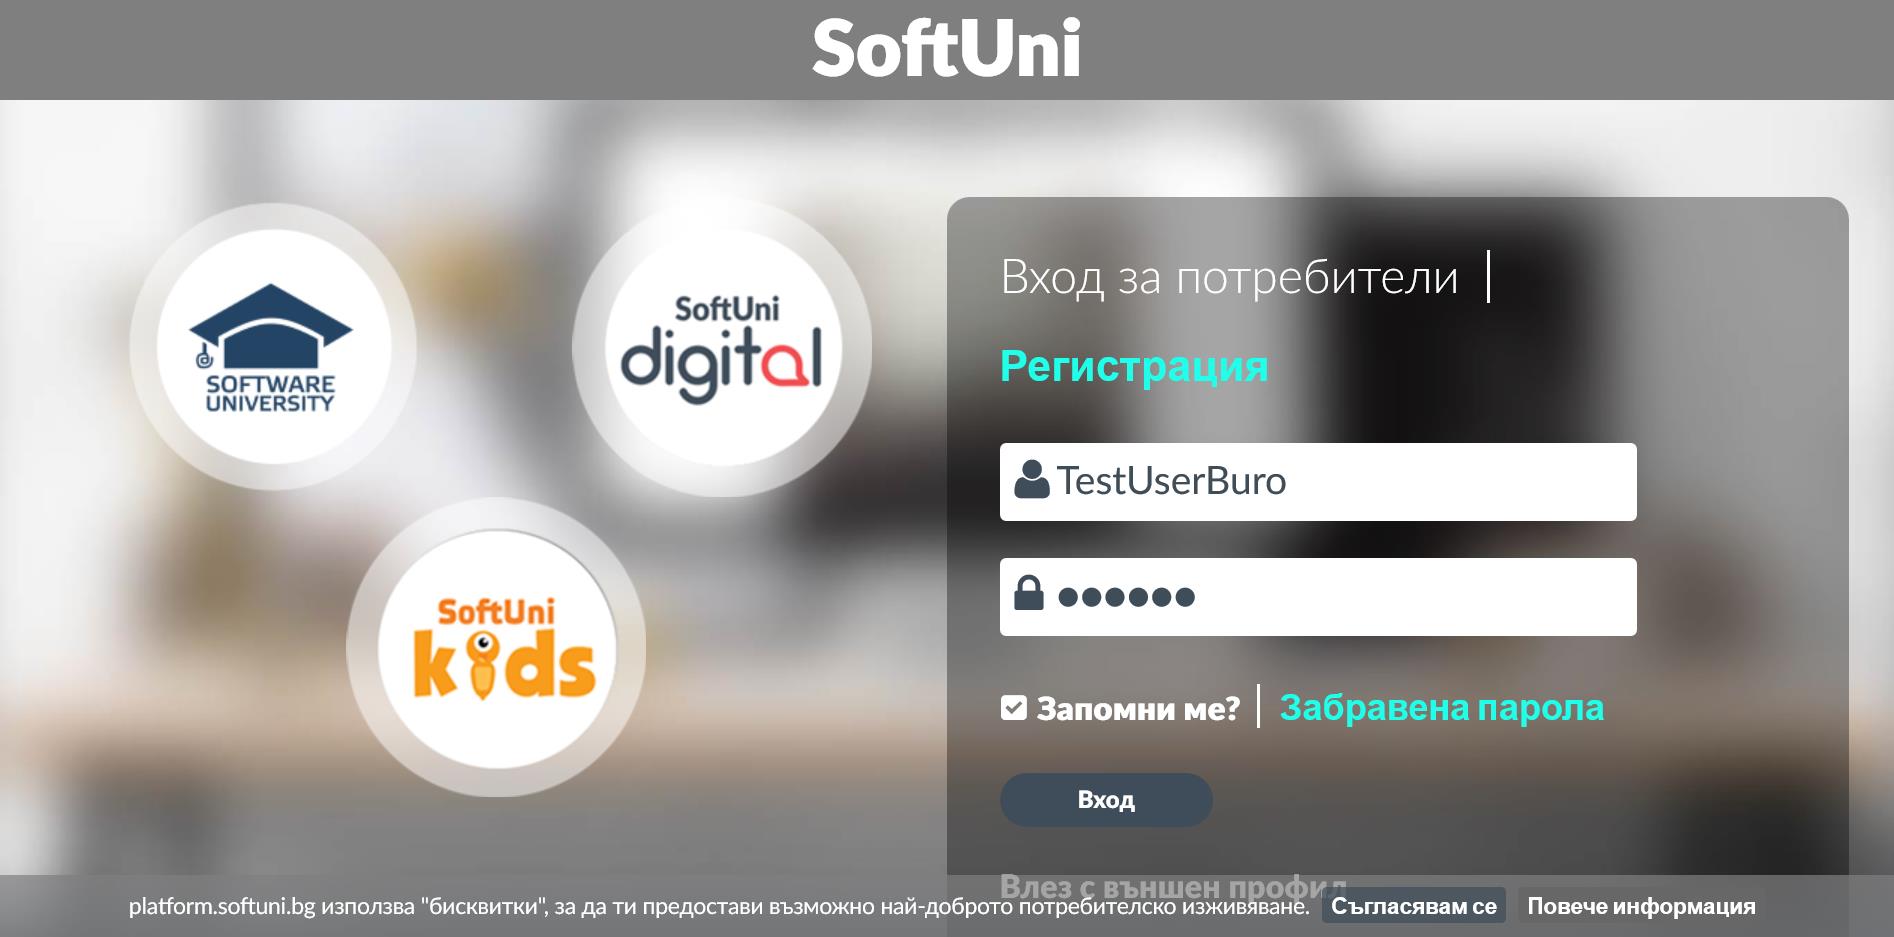 SoftUni
SOFTWARE
UNIVERSITY
SoftUni
digital
SoftUni
kids
Вход за потребители
Регистрация
TestUserBuro
••••••
Запомни ме?
Забравена парола
Вход
Влез с външен профил
platform.softuni.bg използва "бисквитки", за да ти предостави възможно най-доброто потребителско изживяване.
Съгласявам се
Повече информация